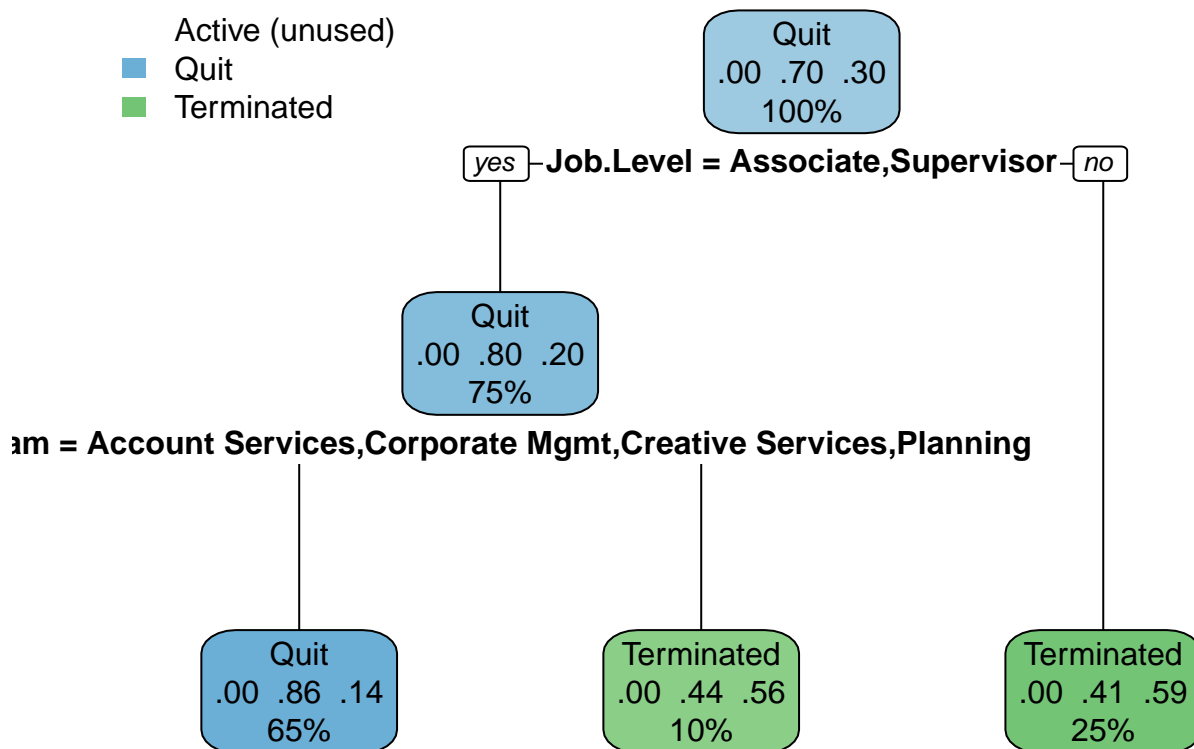 Active (unused)
Quit
Terminated
Quit
.00 .70 .30
100%
yes Job.Level = Associate,Supervisor no
Quit
.00 .80 .20
75%
am = Account Services,Corporate Mgmt,Creative Services,Planning
Quit
.00 .86 .14
65%
Terminated
.00 .44 .56
10%
Terminated
.00 .41 .59
25%